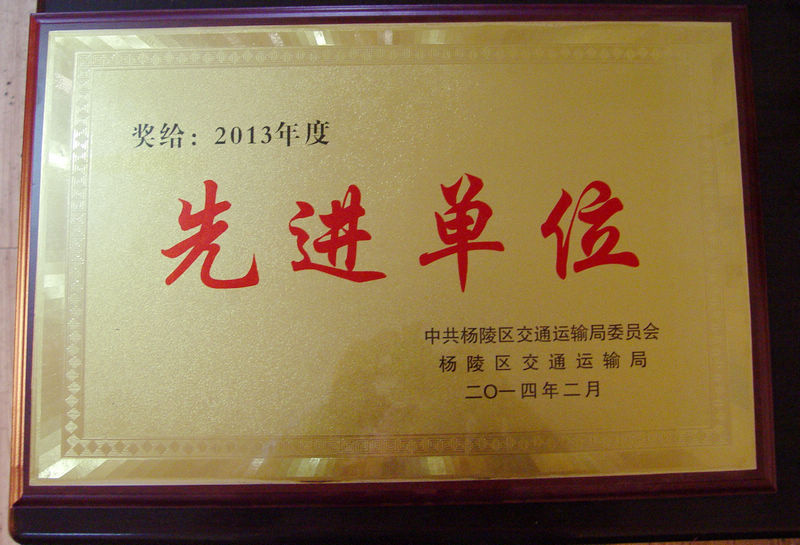 奖给：2013年度
先进单位
中共杨陵区交通运输局委员会
杨陵区交通运输局
二〇一四年二月